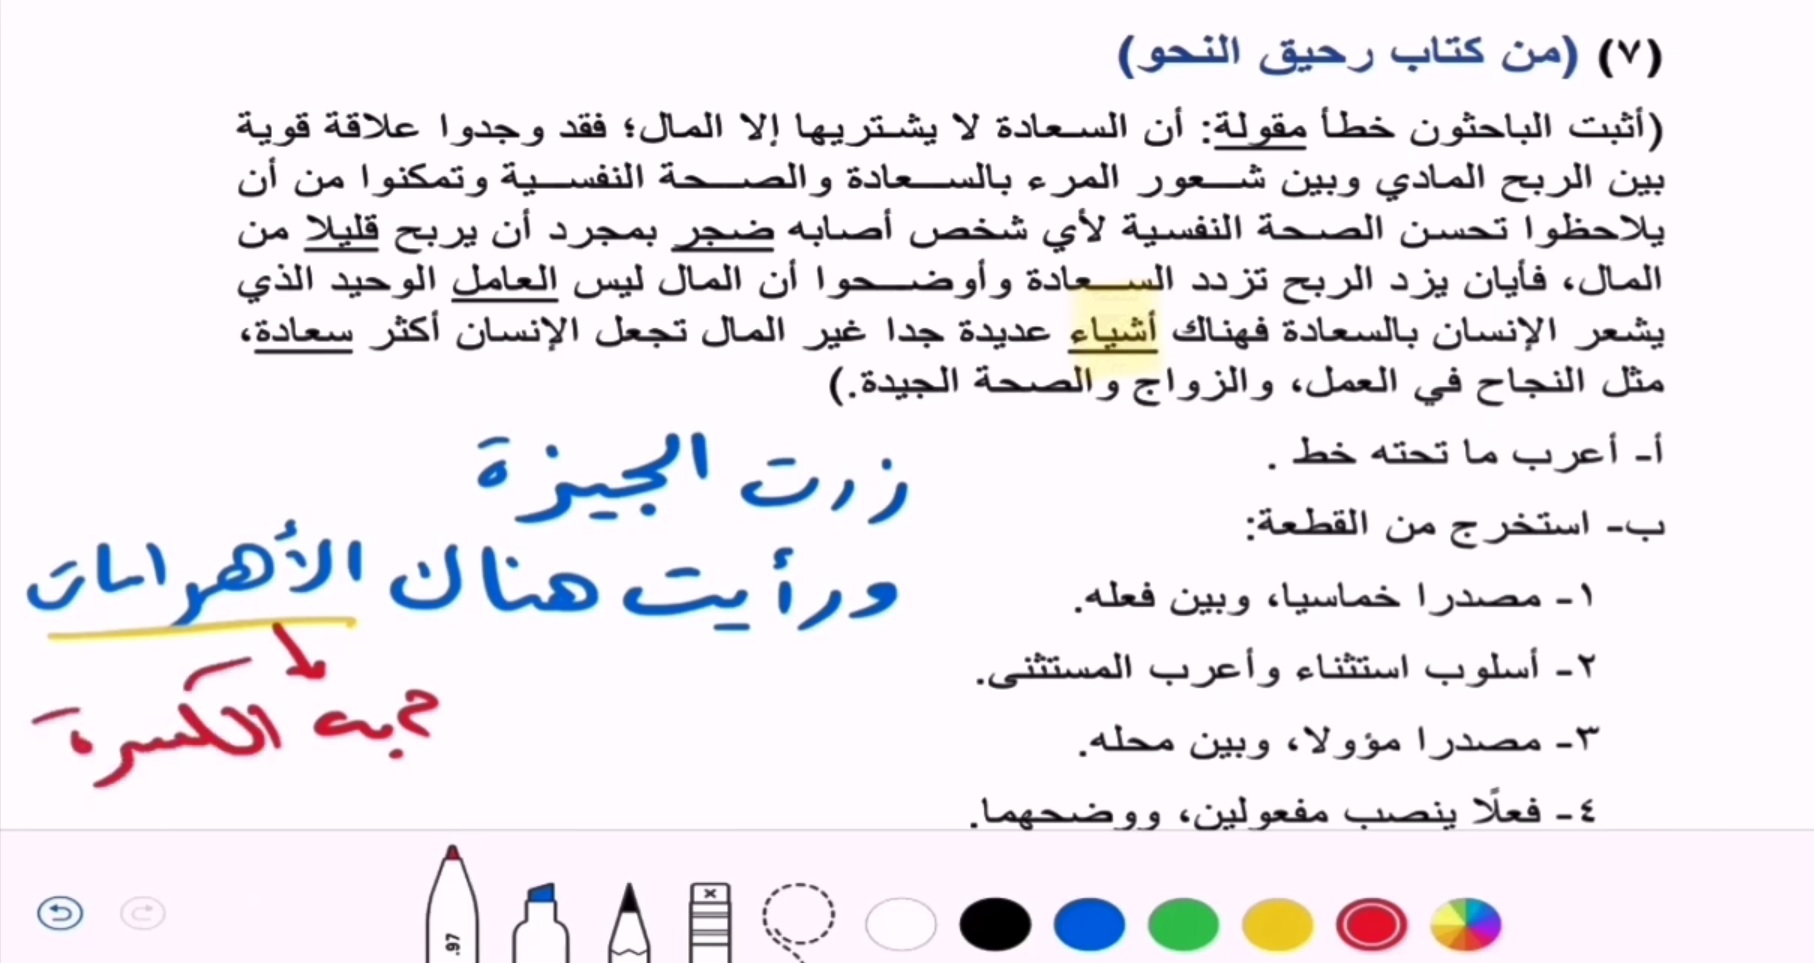 (٧) (من كتاب رحيق النحو)
(أثبت الباحثون خطأ مقولة: أن السعادة لا يشتريها إلا المال؛ فقد وجدوا علاقة قوية
بين الربح المادي وبين شعور المرء بالسعادة والصحة النفسية وتمكنوا من أن
يلاحظوا تحسن الصحة النفسية لأي شخص أصابه ضجر بمجرد أن يربح قليلا من
المال، فأيان يزد الربح تزدد السعادة وأوضحوا أن المال ليس العامل الوحيد الذي
يشعر الإنسان بالسعادة فهناك أشياء عديدة جدا غير المال تجعل الإنسان أكثر سعادة،
مثل النجاح في العمل، والزواج والصحة الجيدة.)
أ- أعرب ما تحته خط .
ب- استخرج من القطعة:
١- مصدرا خماسيا، وبين فعله.
٢- أسلوب استثناء وأعرب المستثنى.
٣- مصدرا مؤولا، وبين محله.
٤- فعلًا ينصب مفعولين، ووضحهما.
زرت الجيزة
ورأيت هناك الأهرامات
الكسرة
97.